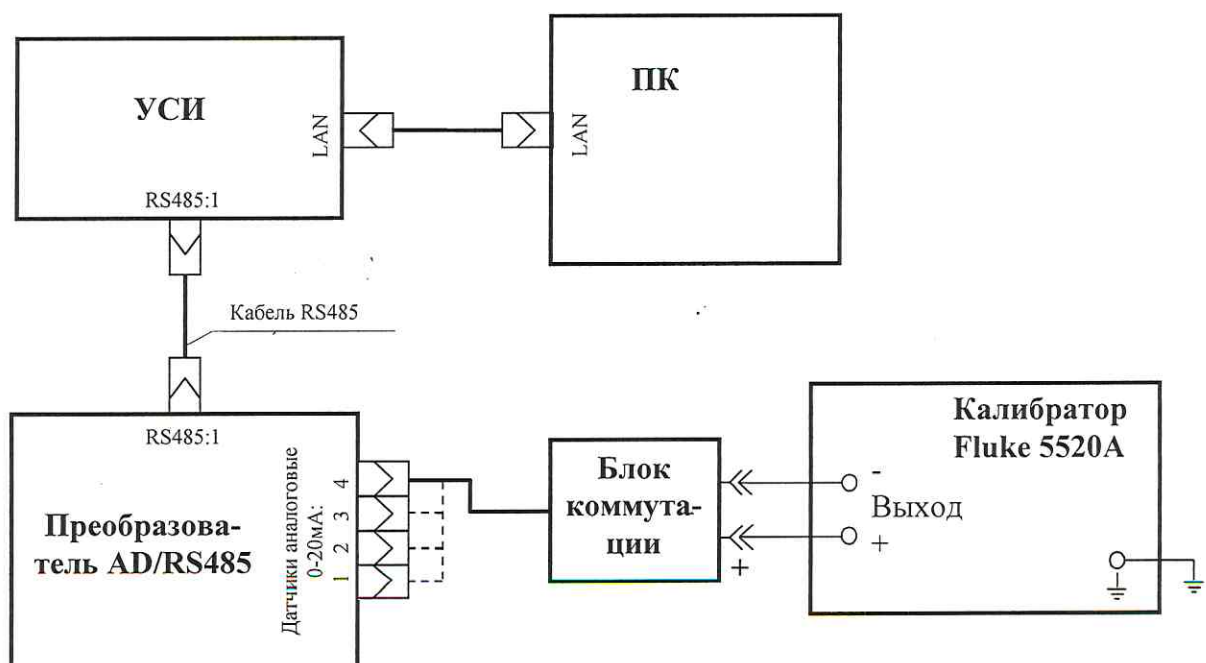 УСИ
LAN
RS485:1
ПК
LAN
Кабель RS485
RS485:1
Преобразова-
тель AD/RS485
Датчики аналоговые
0-20мА:
4
3
2
1
Блок
коммута-
ции
-
+
+
Выход
Калибратор
Fluke 5520A